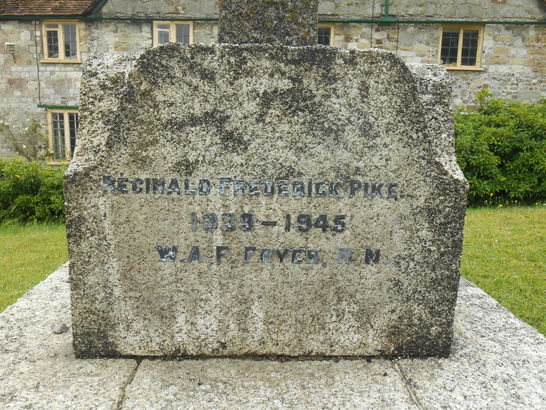 REGINALD FREDERICK PIKE.
1939-1945
W.A.F. FRYER, R.N.